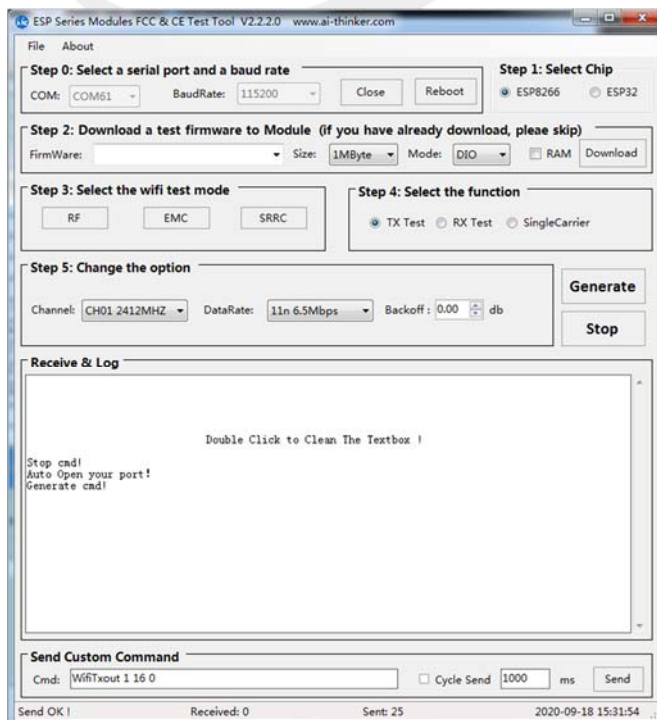 ESP Series Modules FCC & CE Test Tool V2.2.2.0 www.ai-thinker.com
File About
Step 0: Select a serial port and a baud rate
COM: COM61 BaudRate: 115200 Close Reboot
Step 1: Select Chip
ESP8266 ESP32
Step 2: Download a test firmware to Module (if you have already download, pleae skip)
FirmWare: Size: 1MByte Mode: DIO RAM Download
Step 3: Select the wifi test mode
RF EMC SRRC
Step 4: Select the function
TX Test RX Test SingleCarrier
Step 5: Change the option
Channel: CH01 2412MHZ DataRate: 11n 6.5Mbps Backoff : 0.00 db
Generate
Stop
Receive & Log
Double Click to Clean The Textbox !
Stop cmd!
Auto Open your port!
Generate cmd!
Send Custom Command
Cmd: WifiTxout 1 16 0 Cycle Send 1000 ms Send
Send OK ! Received: 0 Sent: 25 2020-09-18 15:31:54